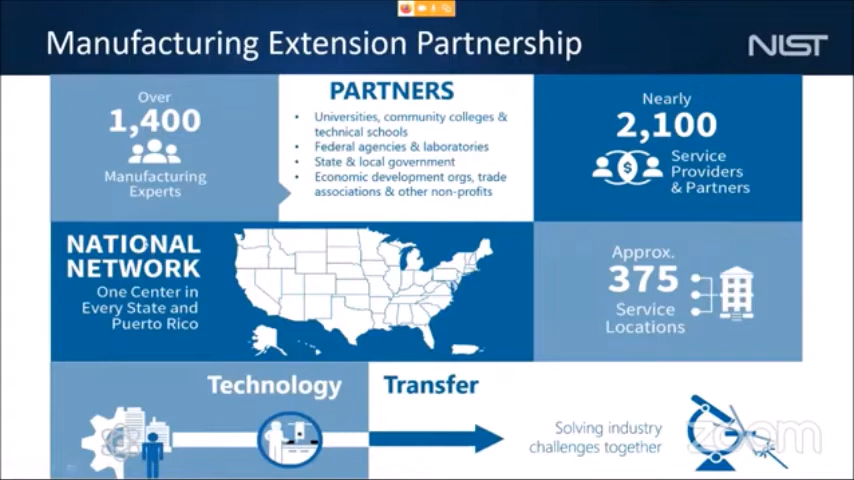 Manufacturing Extension Partnership
NIST
Over
1,400
Manufacturing
Experts
PARTNERS
• Universities, community colleges &
technical schools
• Federal agencies & laboratories
• State & local government
• Economic development orgs, trade
associations & other non-profits
Nearly
2,100
Service
Providers
& Partners
$
NATIONAL
NETWORK
One Center in
Every State and
Puerto Rico
Approx.
375
Service
Locations
Technology Transfer
Solving industry
challenges together
zoom